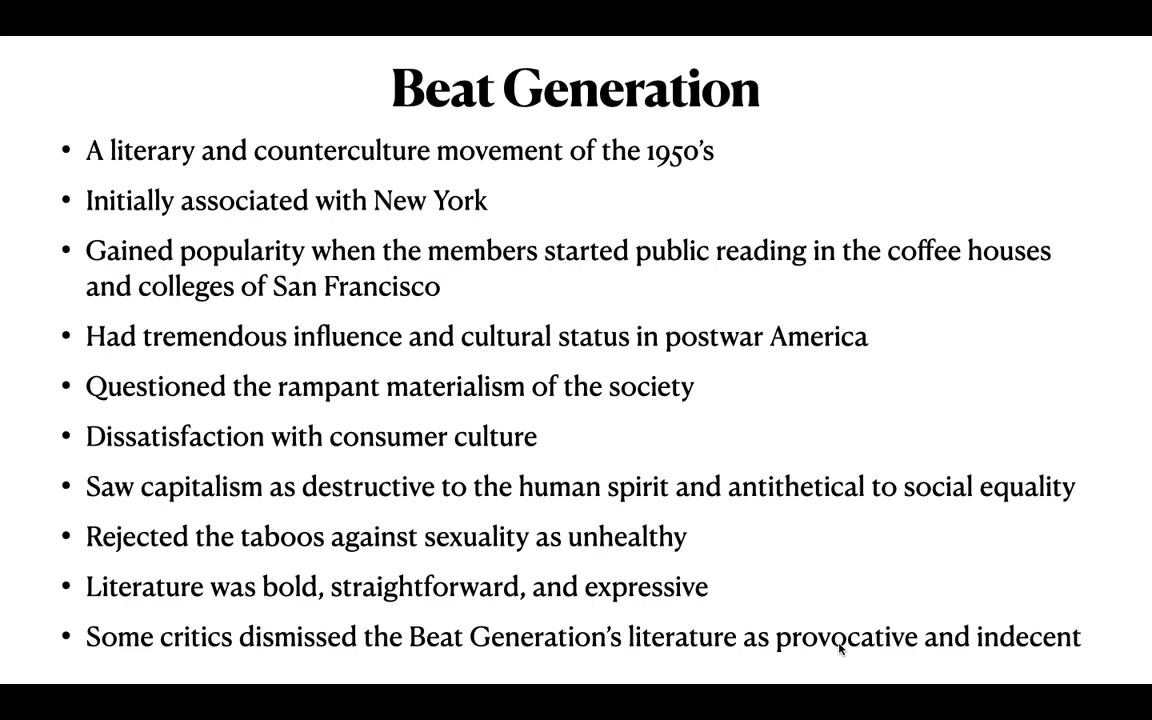 Beat Generation
• A literary and counterculture movement of the 1950’s
• Initially associated with New York
• Gained popularity when the members started public reading in the coffee houses
and colleges of San Francisco
• Had tremendous influence and cultural status in postwar America
• Questioned the rampant materialism of the society
• Dissatisfaction with consumer culture
• Saw capitalism as destructive to the human spirit and antithetical to social equality
• Rejected the taboos against sexuality as unhealthy
• Literature was bold, straightforward, and expressive
• Some critics dismissed the Beat Generation’s literature as provocative and indecent